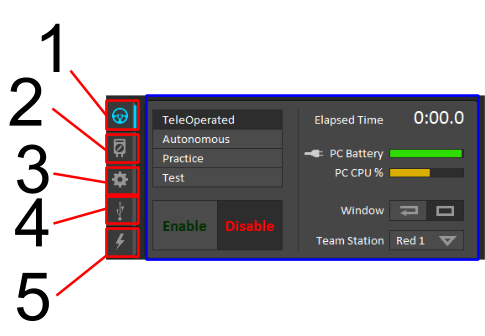 1
2
3
4
5
TeleOperated
Autonomous
Practice
Test
Enable Disable
Elapsed Time 0:00.0
PC Battery
PC CPU %
Window
Team Station Red 1